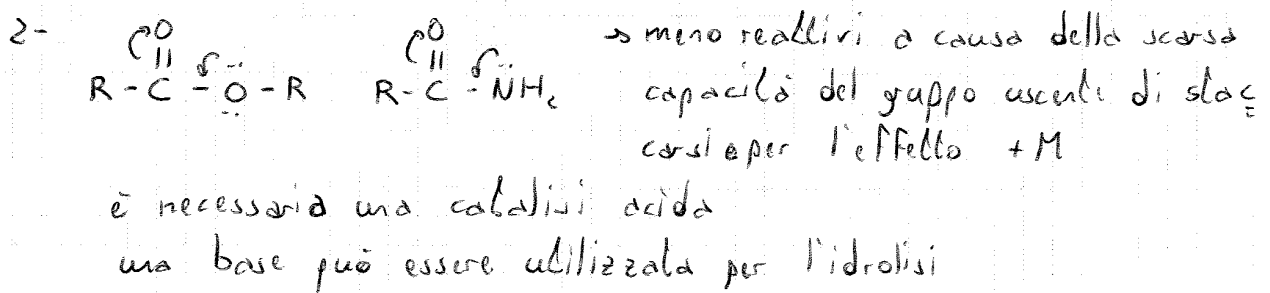 2- O O → meno reattivi a causa della scarsa
R - C - O - R R - C - NH₂ capacità del gruppo uscente di stac
carsi e per l'effetto + M
è necessaria una catalisi acida
una base può essere utilizzata per l'idrolisi